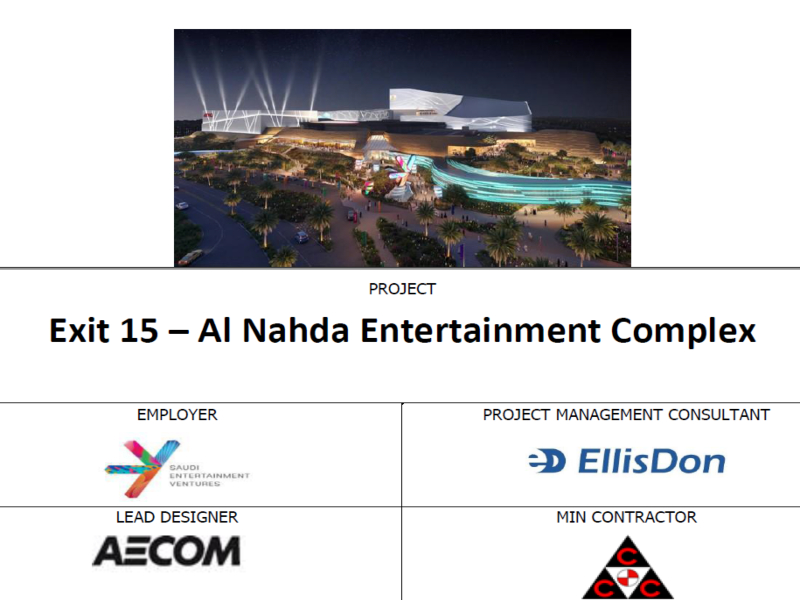 PROJECT
Exit 15 – Al Nahda Entertainment Complex
EMPLOYER
PROJECT MANAGEMENT CONSULTANT
SAUDI
ENTERTAINMENT
VENTURES
EllisDon
LEAD DESIGNER
MIN CONTRACTOR
AECOM
C
C C